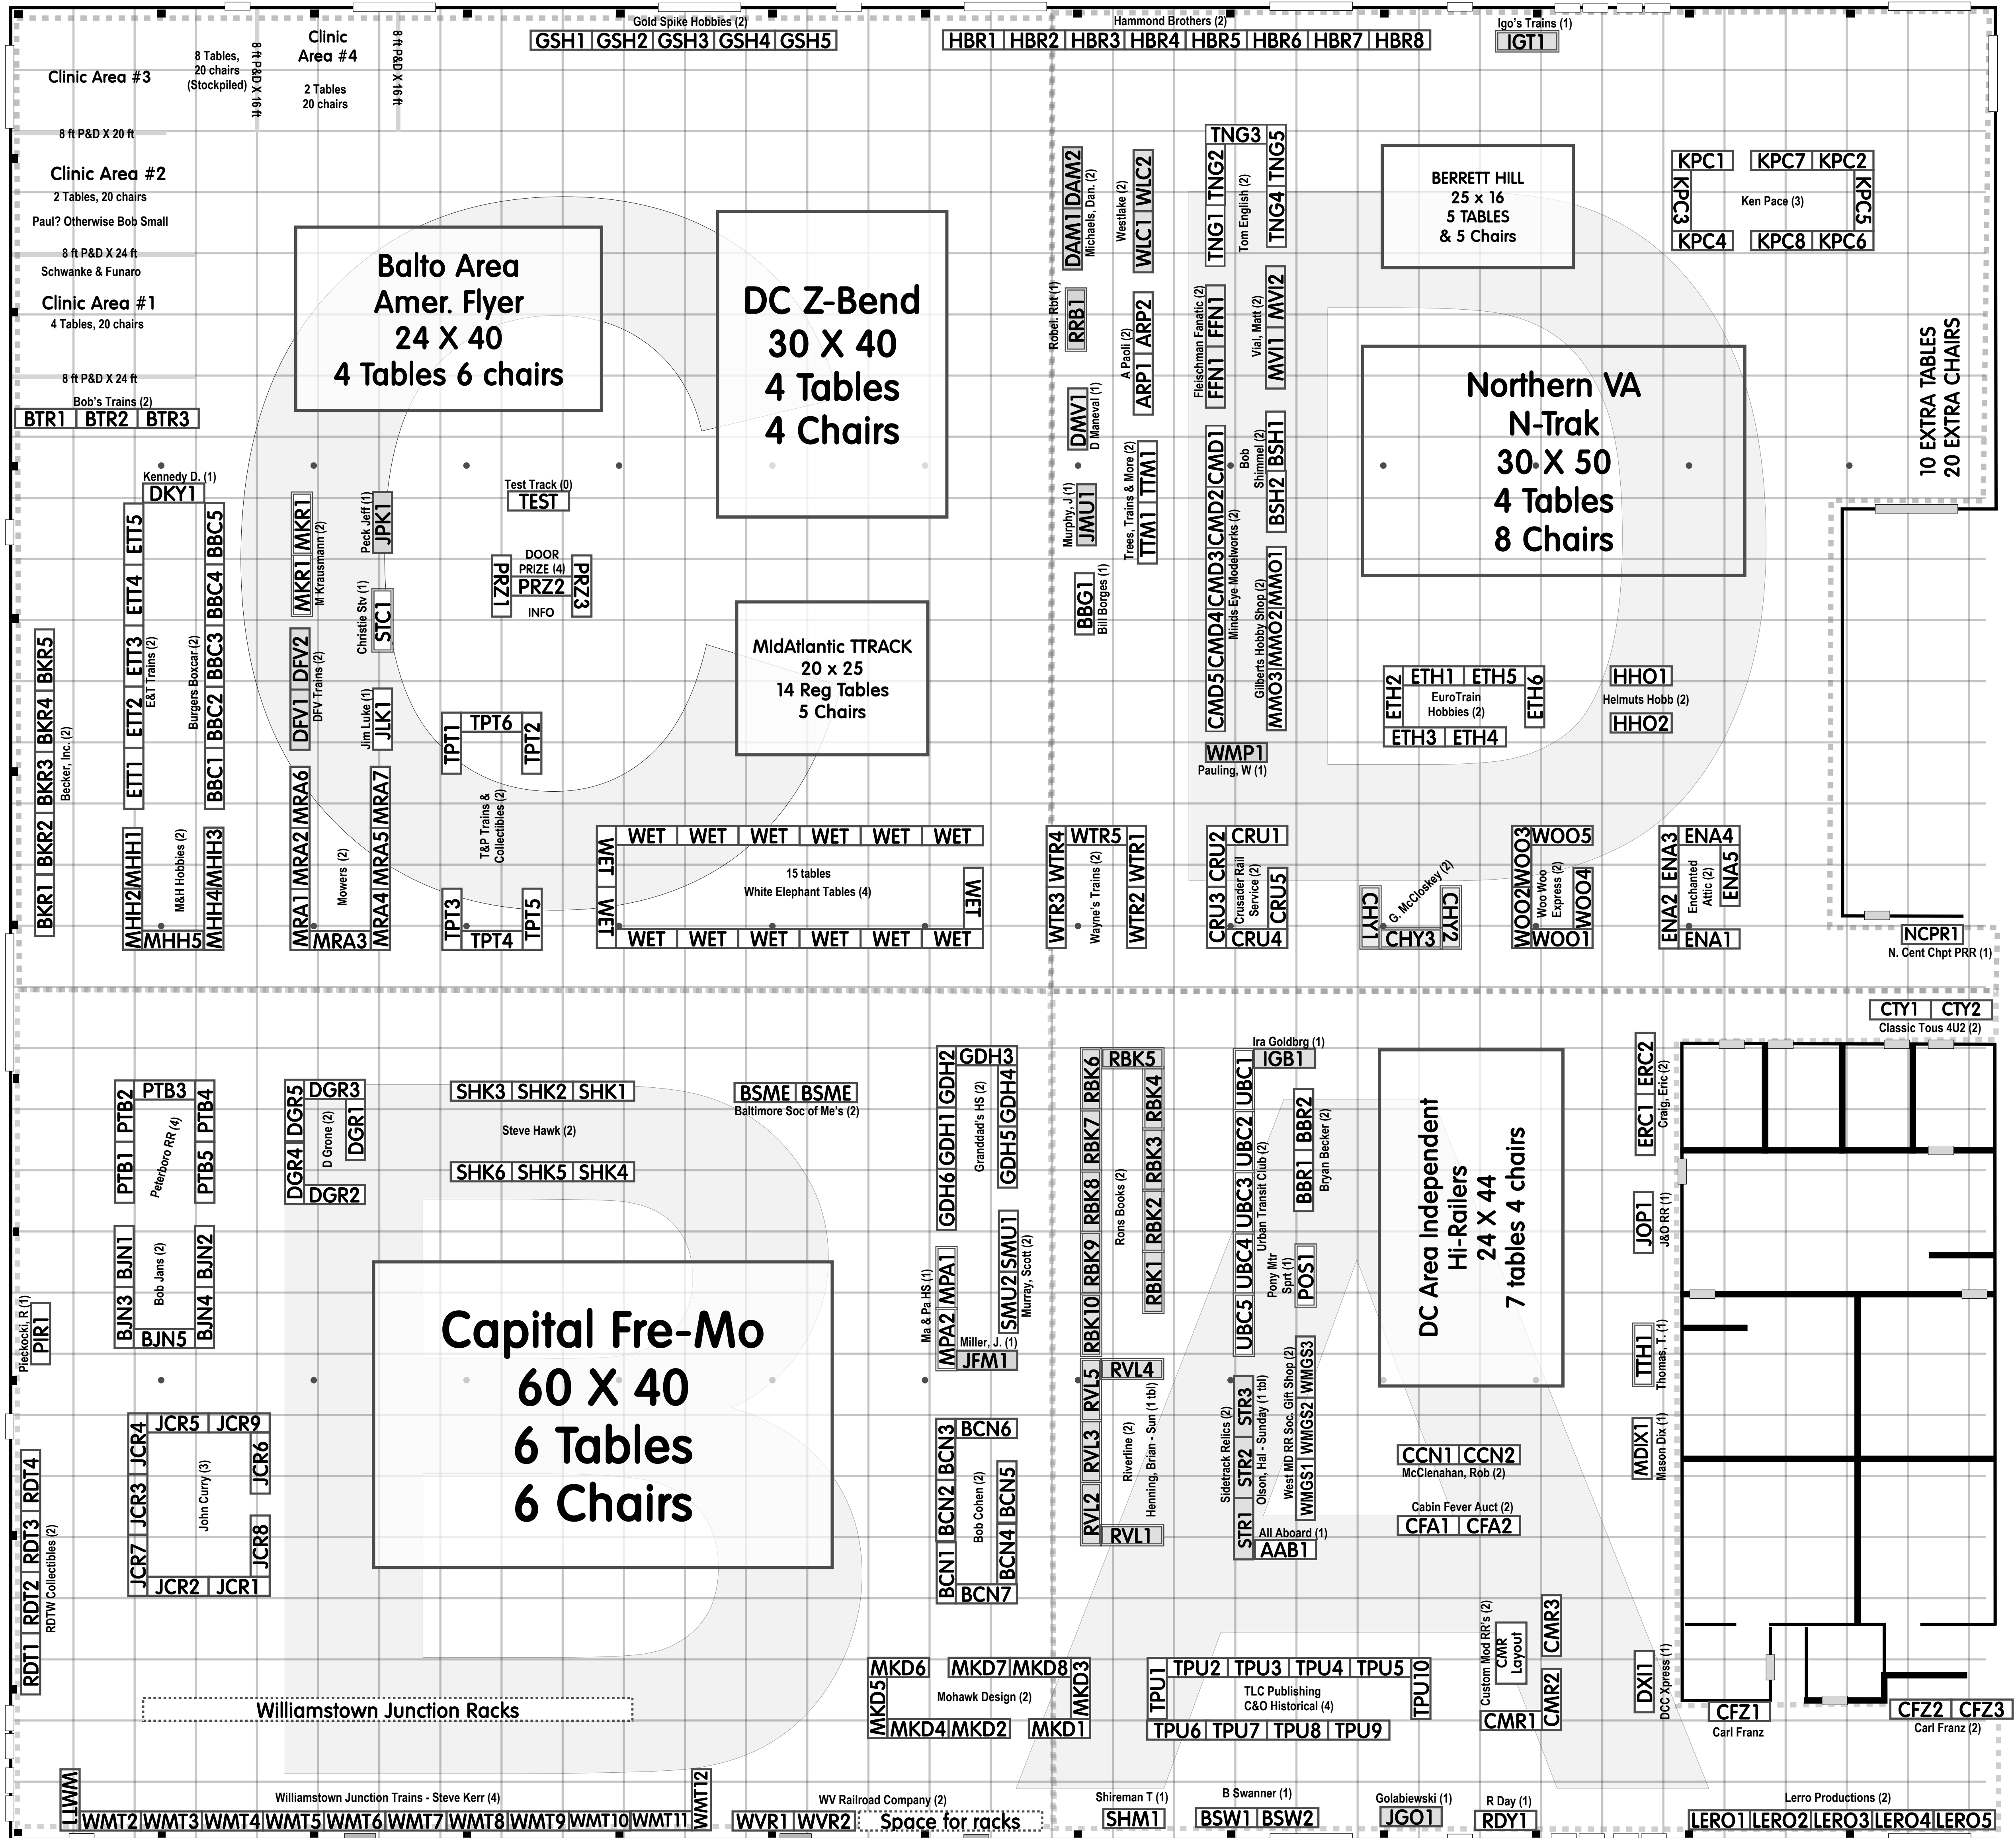 Gold Spike Hobbies (2)
GSH1 GSH2 GSH3 GSH4 GSH5
Hammond Brothers (2)
HBR1 HBR2 HBR3 HBR4 HBR5 HBR6 HBR7 HBR8
Igo's Trains (1)
IGT1
Clinic Area #3
8 Tables,
20 chairs
(Stockpiled)
8 ft P&D X 16 ft
Clinic
Area #4
2 Tables
20 chairs
8 ft P&D X 16 ft
8 ft P&D X 20 ft
Clinic Area #2
2 Tables, 20 chairs
Paul? Otherwise Bob Small
8 ft P&D X 24 ft
Schwanke & Funaro
Clinic Area #1
4 Tables, 20 chairs
8 ft P&D X 24 ft
Bob's Trains (2)
BTR1 BTR2 BTR3
C
Balto Area
Amer. Flyer
24 X 40
4 Tables 6 chairs
DC Z-Bend
30 X 40
4 Tables
4 Chairs
Kennedy D. (1)
DKY1
ETT5 ETT4 ETT3 ETT2 ETT1
E&T Trains (2)
Burgers Boxcar (2)
BBC5 BBC4 BBC3 BBC2 BBC1
BKR5 BKR4 BKR3 BKR2 BKR1
Becker, Inc. (2)
MHH1 MHH2 MHH5 MHH4 MHH3
M&H Hobbies (2)
MKR1 MKR1
M Krausmann (2)
Peck Jeff (1)
JPK1
Christie Stv (1)
STC1
DFV2 DFV1
DFV Trains (2)
Jim Luke (1)
JLK1
MRA6 MRA2 MRA1 MRA3 MRA4 MRA5 MRA7
Mowers (2)
Test Track (0)
TEST
DOOR
PRIZE (4)
PRZ1 PRZ2 PRZ3
INFO
TPT1 TPT6 TPT2
T&P Trains &
Collectibles (2)
TPT3 TPT4 TPT5
MIdAtlantic TTRACK
20 x 25
14 Reg Tables
5 Chairs
WET WET WET WET WET WET
WET WET WET
15 tables
White Elephant Tables (4)
WET WET WET WET WET WET
D
DAM1 DAM2
Michaels, Dan. (2)
Westlake (2)
WLC1 WLC2
TNG3
TNG1 TNG2
Tom English (2)
TNG4 TNG5
BERRETT HILL
25 x 16
5 TABLES
& 5 Chairs
KPC1 KPC7 KPC2
KPC3 KPC5
Ken Pace (3)
KPC4 KPC8 KPC6
Robel. Rbt (1)
RRB1
A Paoli (2)
ARP1 ARP2
Fleischman Fanatic (2)
FFN1 FFN1
Vial, Matt (2)
MVI1 MVI2
Northern VA
N-Trak
30 X 50
4 Tables
8 Chairs
10 EXTRA TABLES
20 EXTRA CHAIRS
DMV1
D Maneval (1)
Trees, Trains & More (2)
TTM1 TTM1
Murphy, J (1)
JMU1
BBG1
Bill Borges (1)
CMD5 CMD4 CMD3 CMD2 CMD1
Minds Eye Modelworks (2)
Bob
Shimmel (2)
BSH2 BSH1
Gilberts Hobby Shop (2)
MMO3 MMO2 MMO1
WMP1
Pauling, W (1)
ETH2 ETH1 ETH5 ETH6
EuroTrain
Hobbies (2)
ETH3 ETH4
HHO1
Helmuts Hobb (2)
HHO2
WTR4 WTR5 WTR1
WTR3 WTR2
Wayne's Trains (2)
CRU2 CRU1
CRU3 CRU5
Crusader Rail
Service (2)
CRU4
G. McCloskey (2)
CHY1 CHY3 CHY2
WOO3 WOO5
WOO2 WOO4
Woo Woo
Express (2)
WOO1
ENA3 ENA4
ENA2 ENA5
Enchanted
Attic (2)
ENA1
NCPR1
N. Cent Chpt PRR (1)
CTY1 CTY2
Classic Tous 4U2 (2)
B
PTB2 PTB3 PTB4
PTB1 PTB5
Peterboro RR (4)
DGR5 DGR3
DGR4 DGR1
D Grone (2)
DGR2
SHK3 SHK2 SHK1
Steve Hawk (2)
SHK6 SHK5 SHK4
BSME BSME
Baltimore Soc of Me's (2)
BJN1 BJN2
BJN3 BJN4
Bob Jans (2)
BJN5
Pieckocki, R (1)
PIR1
JCR4 JCR5 JCR9
JCR3 JCR6
John Curry (3)
JCR7 JCR8
JCR2 JCR1
RDT1 RDT2 RDT3 RDT4
RDTW Collectibles (2)
Capital Fre-Mo
60 X 40
6 Tables
6 Chairs
GDH2 GDH3
GDH6 GDH1 GDH5 GDH4
Granddad's HS (2)
Ma & Pa HS (1)
MPA2 MPA1
SMU2 SMU1
Murray, Scott (2)
Miller, J. (1)
JFM1
BCN3 BCN6
BCN1 BCN2 BCN4 BCN5
Bob Cohen (2)
BCN7
Williamstown Junction Racks
MKD6 MKD7 MKD8 MKD3
MKD5
Mohawk Design (2)
MKD4 MKD2 MKD1
WMT1
Williamstown Junction Trains - Steve Kerr (4)
WMT2 WMT3 WMT4 WMT5 WMT6 WMT7 WMT8 WMT9 WMT10 WMT11 WMT12
WV Railroad Company (2)
WVR1 WVR2
Space for racks
A
RBK6 RBK5
RBK10 RBK9 RBK8 RBK7
Rons Books (2)
RBK1 RBK2 RBK3 RBK4
RVL5 RVL4
RVL2 RVL3
Riverline (2)
Henning, Brian - Sun (1 tbl)
RVL1
Ira Goldbrg (1)
IGB1
UBC5 UBC4 UBC3 UBC2 UBC1
Urban Transit Club (2)
BBR1 BBR2
Bryan Becker (2)
Pony Mtr
Sprt (1)
POS1
Sidetrack Relics (2)
STR1 STR2 STR3
Olson, Hal - Sunday (1 tbl)
West MD RR Soc. Gift Shop (2)
WMGS1 WMGS2 WMGS3
All Aboard (1)
AAB1
DC Area Independent
Hi-Railers
24 X 44
7 tables 4 chairs
CCN1 CCN2
McClenahan, Rob (2)
Cabin Fever Auct (2)
CFA1 CFA2
ERC1 ERC2
Craig, Eric (2)
JOP1
J&O RR (1)
TTH1
Thomas, T. (1)
MDIX1
Mason Dix (1)
DXI1
DCC Xpress (1)
TPU1 TPU2 TPU3 TPU4 TPU5 TPU10
TLC Publishing
C&O Historical (4)
TPU6 TPU7 TPU8 TPU9
Custom Mod RR's (2)
CMR
Layout
CMR3
CMR2
CMR1
CFZ1
Carl Franz
CFZ2 CFZ3
Carl Franz (2)
Shireman T (1)
SHM1
B Swanner (1)
BSW1 BSW2
Golabiewski (1)
JGO1
R Day (1)
RDY1
Lerro Productions (2)
LERO1 LERO2 LERO3 LERO4 LERO5